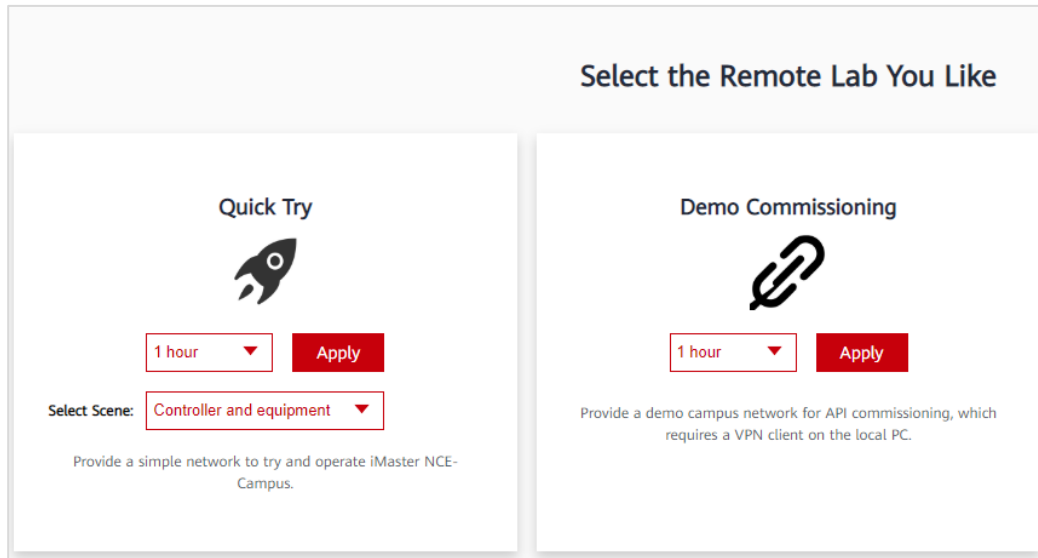 Select the Remote Lab You Like
Quick Try
1 hour
Apply
Select Scene:
Controller and equipment
Provide a simple network to try and operate iMaster NCE-
Campus.
Demo Commissioning
1 hour
Apply
Provide a demo campus network for API commissioning, which
requires a VPN client on the local PC.